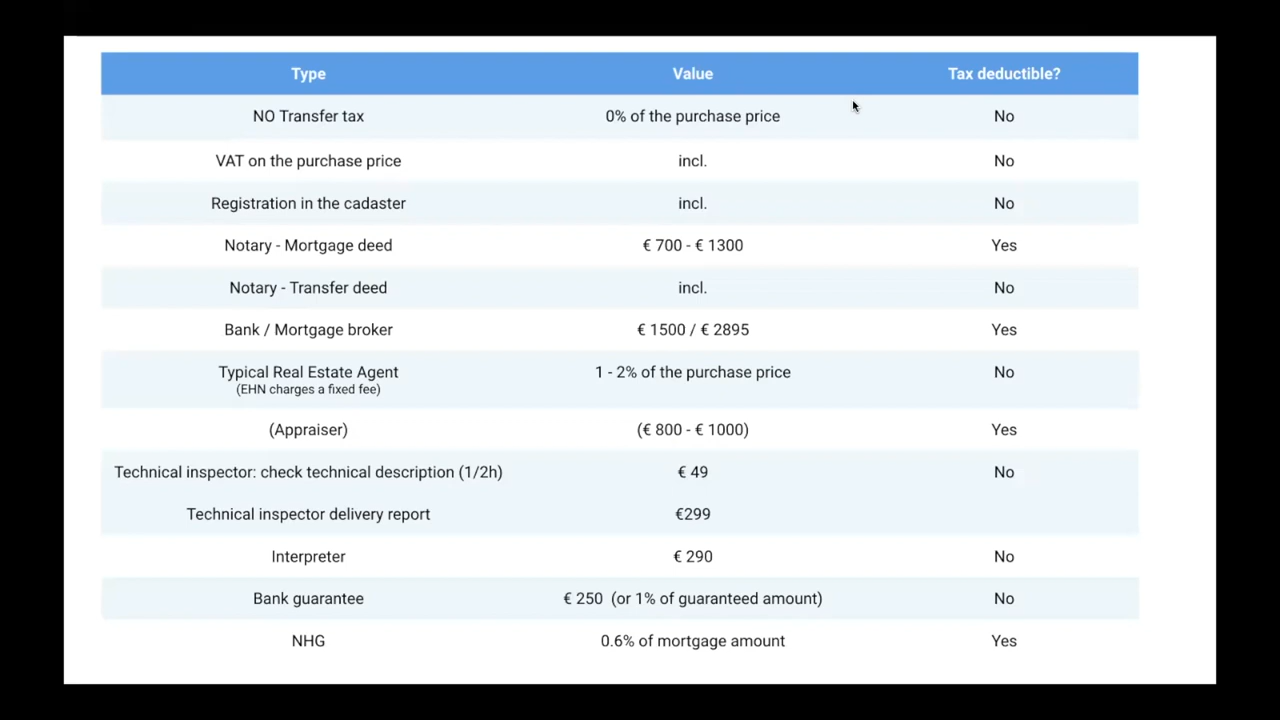 Type Value Tax deductible?
NO Transfer tax 0% of the purchase price No
VAT on the purchase price incl. No
Registration in the cadaster incl. No
Notary - Mortgage deed € 700 - € 1300 Yes
Notary - Transfer deed incl. No
Bank / Mortgage broker € 1500 / € 2895 Yes
Typical Real Estate Agent 1 - 2% of the purchase price No
(EHN charges a fixed fee)
(Appraiser) (€ 800 - € 1000) Yes
Technical inspector: check technical description (1/2h) € 49 No
Technical inspector delivery report €299
Interpreter € 290 No
Bank guarantee € 250 (or 1% of guaranteed amount) No
NHG 0.6% of mortgage amount Yes